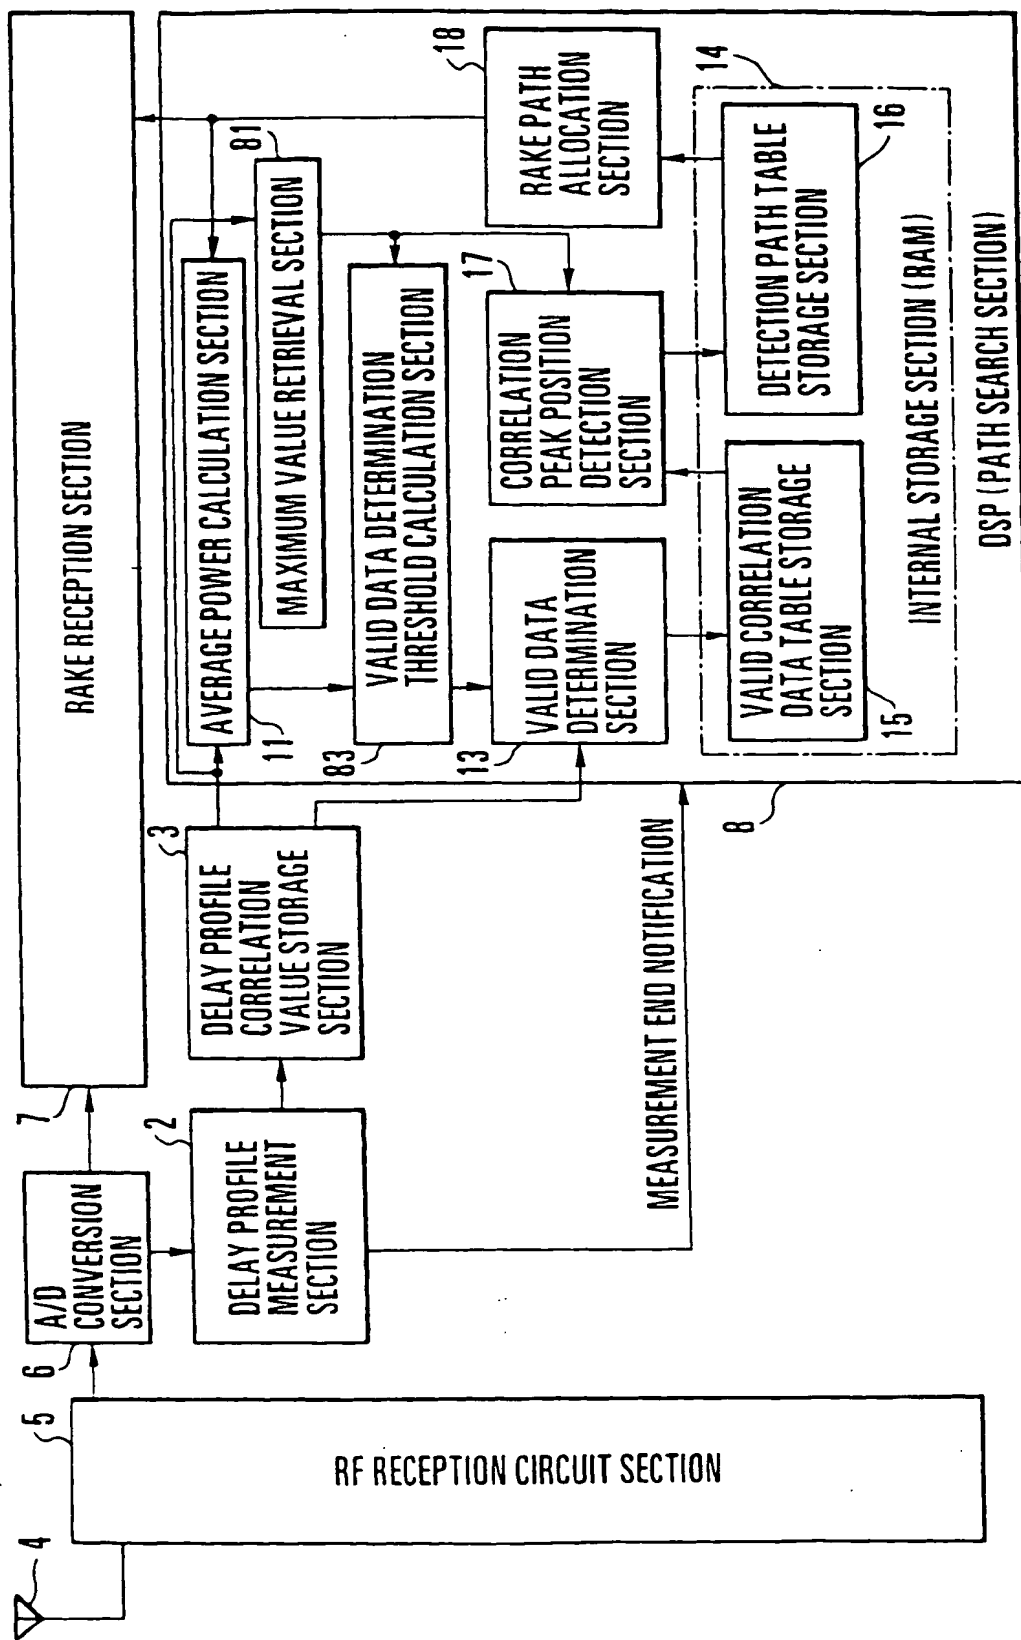 4
5
RF RECEPTION CIRCUIT SECTION
6
A/D
CONVERSION
SECTION
7
RAKE RECEPTION SECTION
2
DELAY PROFILE
MEASUREMENT
SECTION
3
DELAY PROFILE
CORRELATION
VALUE STORAGE
SECTION
MEASUREMENT END NOTIFICATION
8
11
AVERAGE POWER CALCULATION SECTION
81
MAXIMUM VALUE RETRIEVAL SECTION
83
VALID DATA DETERMINATION
THRESHOLD CALCULATION SECTION
13
VALID DATA
DETERMINATION
SECTION
17
CORRELATION
PEAK POSITION
DETECTION
SECTION
18
RAKE PATH
ALLOCATION
SECTION
14
15
VALID CORRELATION
DATA TABLE STORAGE
SECTION
16
DETECTION PATH TABLE
STORAGE SECTION
INTERNAL STORAGE SECTION (RAM)
DSP (PATH SEARCH SECTION)